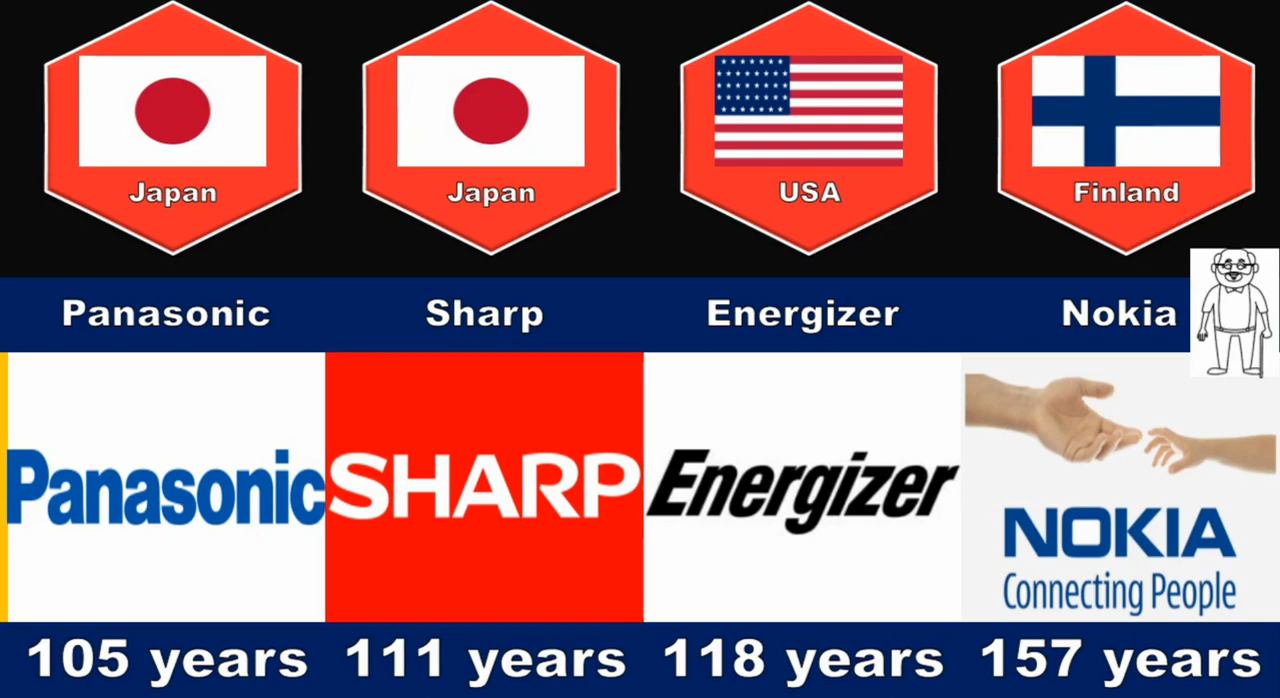 Japan
Japan
USA
Finland
Panasonic
Sharp
Energizer
Nokia
Panasonic
SHARP
Energizer
NOKIA
Connecting People
105 years
111 years
118 years
157 years